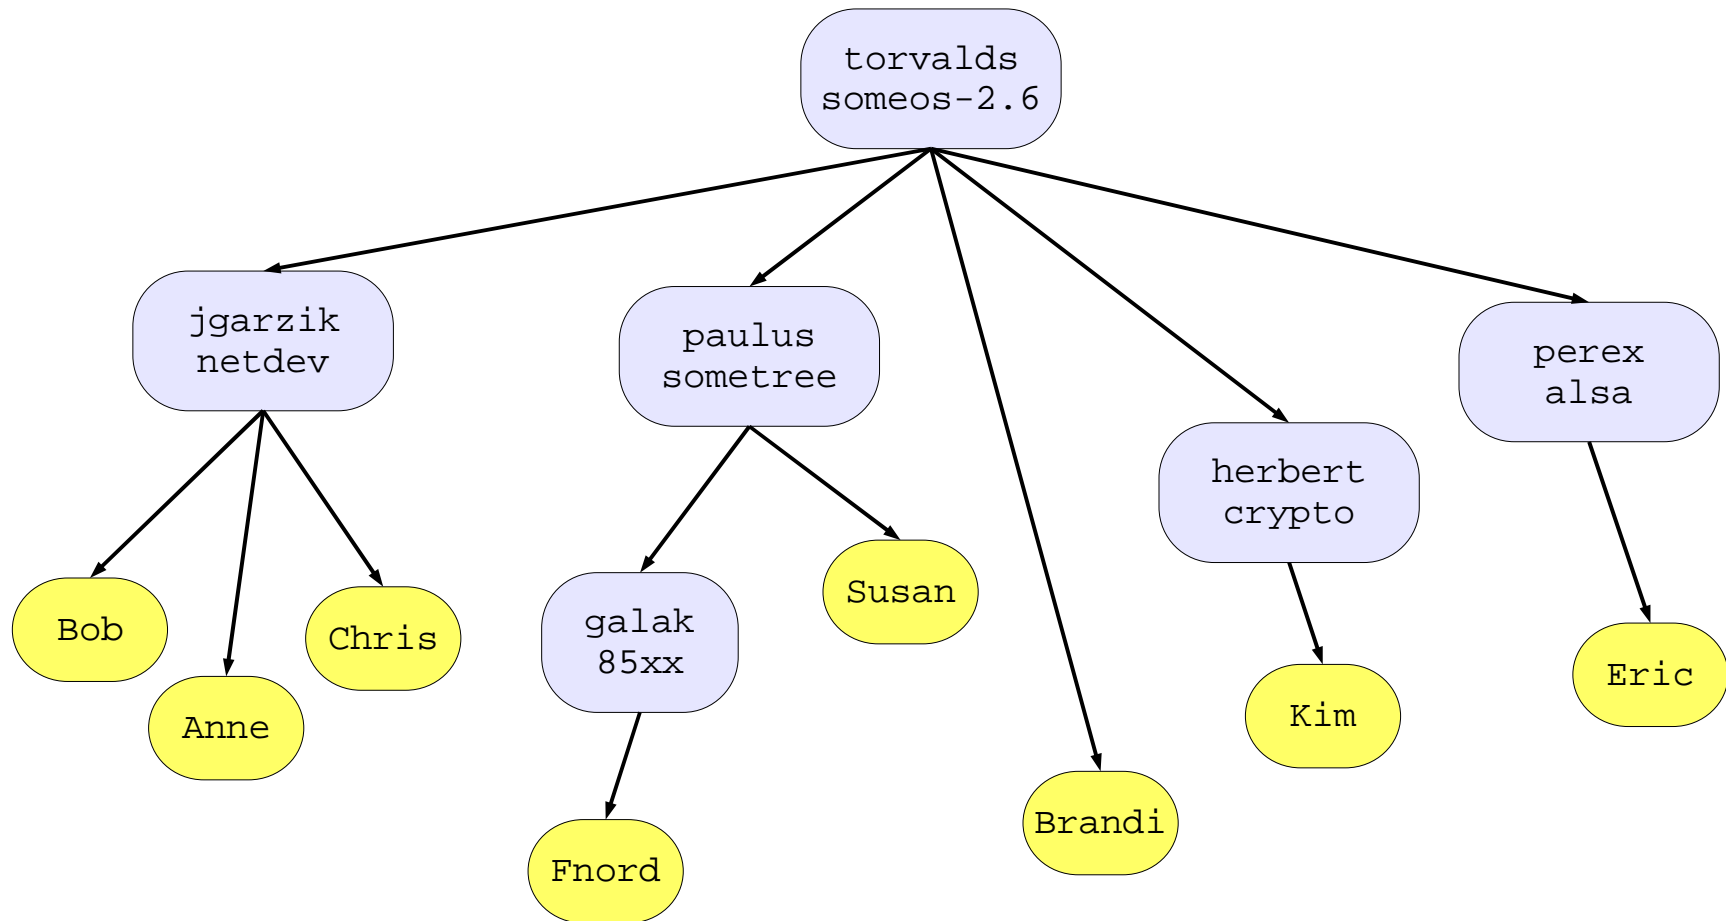 torvalds
someos-2.6
jgarzik
netdev
paulus
sometree
perex
alsa
herbert
crypto
Bob
Anne
Chris
galak
85xx
Susan
Fnord
Brandi
Kim
Eric